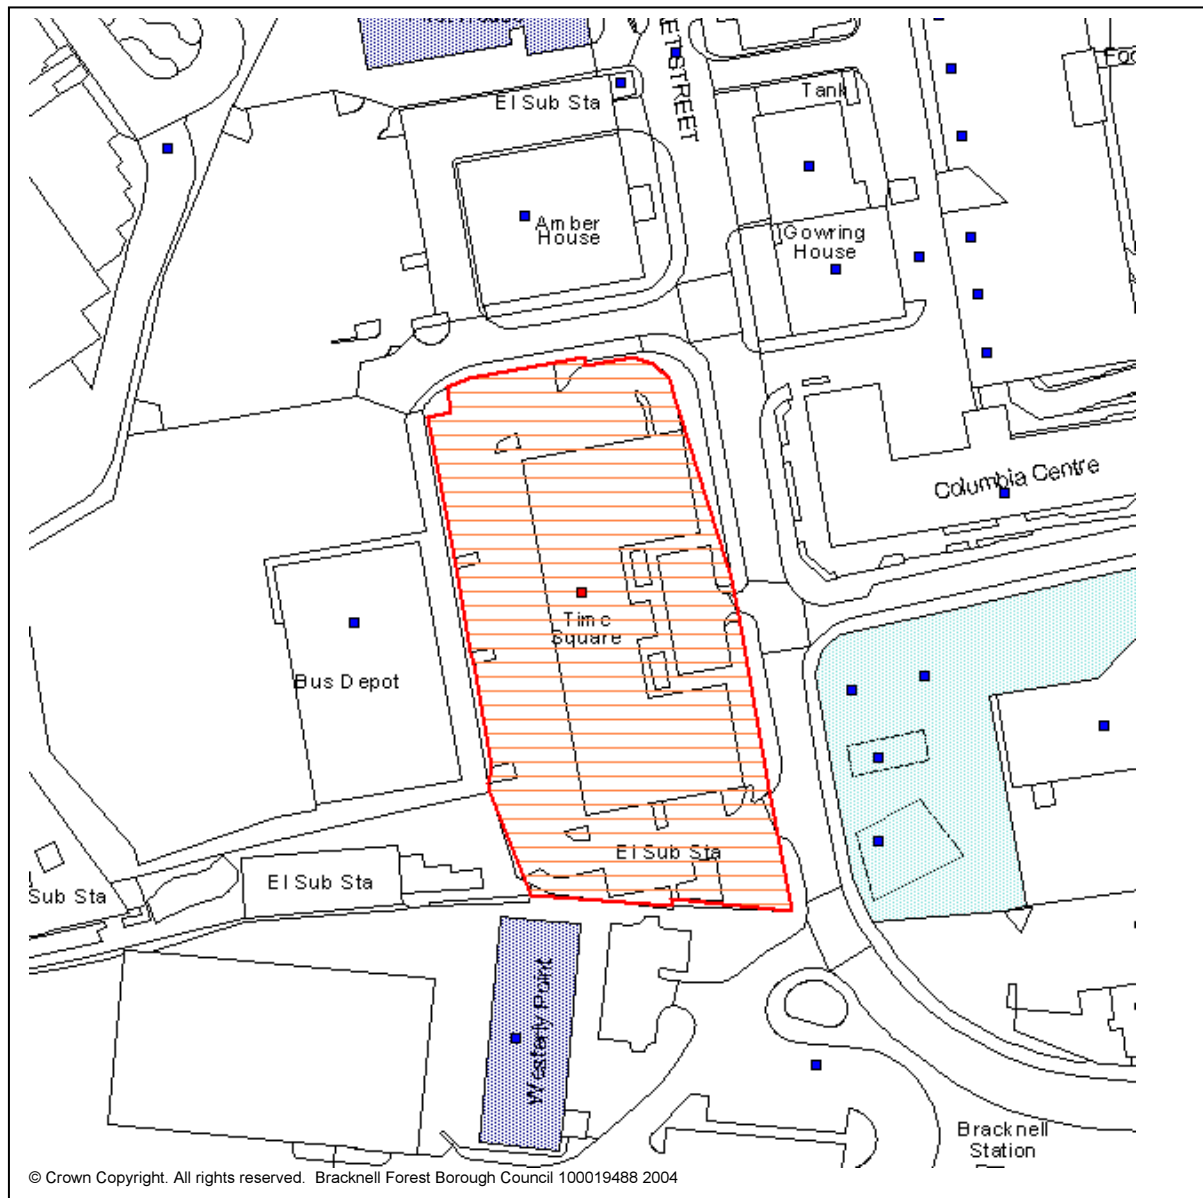 El Sub Sta
ET STREET
Tank
Foo
Amber
House
Gowring
House
Columbia Centre
Time
Square
Bus Depot
El Sub Sta
El Sub Sta
Sub Sta
Westerly Point
Bracknell
Station
© Crown Copyright. All rights reserved. Bracknell Forest Borough Council 100019488 2004